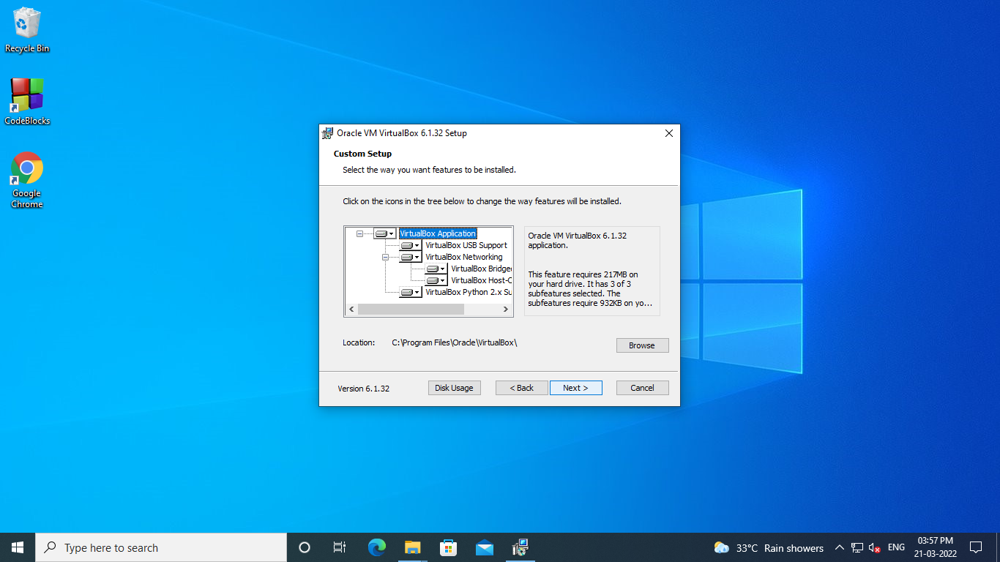 Recycle Bin
CodeBlocks
Google
Chrome
Oracle VM VirtualBox 6.1.32 Setup
Custom Setup
Select the way you want features to be installed.
Click on the icons in the tree below to change the way features will be installed.
VirtualBox Application
VirtualBox USB Support
VirtualBox Networking
VirtualBox Bridged
VirtualBox Host-O
VirtualBox Python 2.x Su
Oracle VM VirtualBox 6.1.32
application.
This feature requires 217MB on
your hard drive. It has 3 of 3
subfeatures selected. The
subfeatures require 932KB on yo...
Location: C:\Program Files\Oracle\VirtualBox\
Browse
Version 6.1.32
Disk Usage
< Back
Next >
Cancel
Type here to search
33°C Rain showers
ENG
03:57 PM
21-03-2022